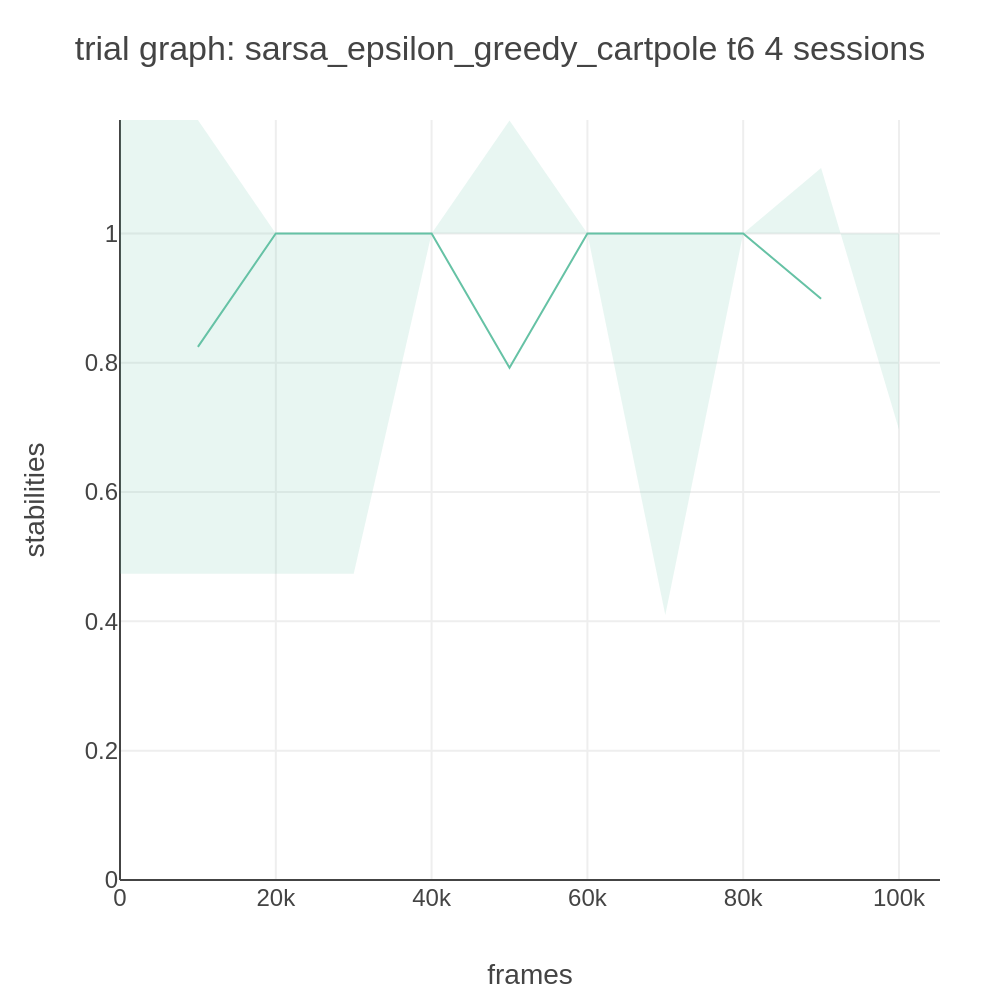 trial graph: sarsa_epsilon_greedy_cartpole t6 4 sessions
stabilities
1
0.8
0.6
0.4
0.2
0
0
20k
40k
60k
80k
100k
frames